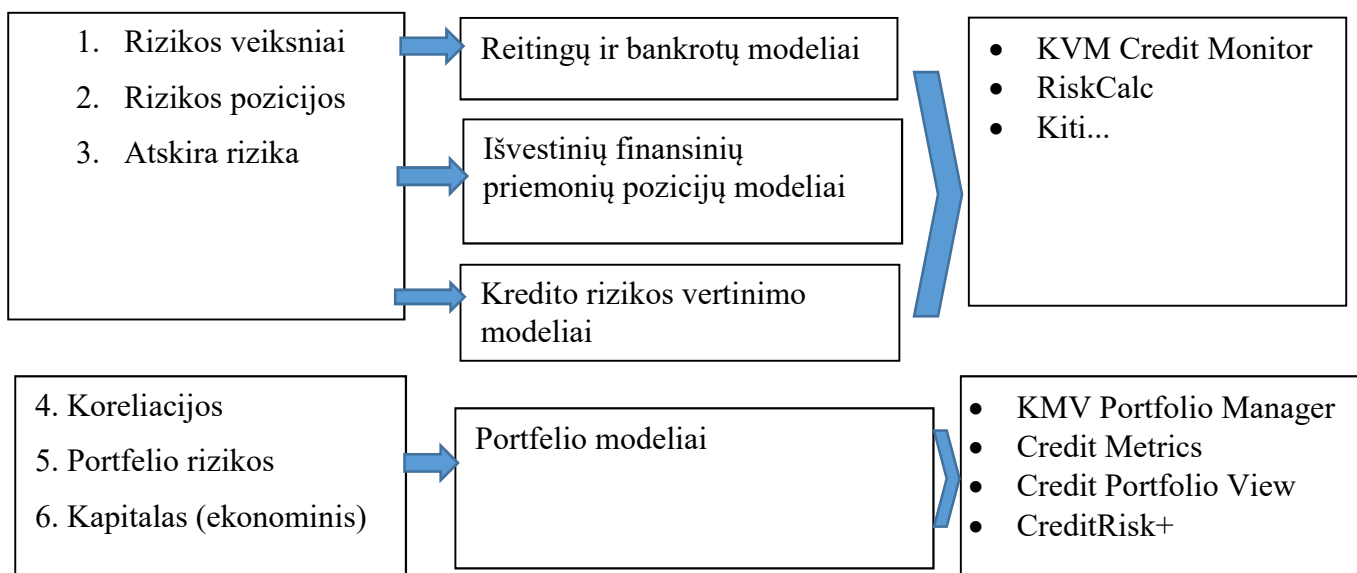 1. Rizikos veiksniai
2. Rizikos pozicijos
3. Atskira rizika
Reitingų ir bankrotų modeliai
Išvestinių finansinių
priemonių pozicijų modeliai
Kredito rizikos vertinimo
modeliai
• KVM Credit Monitor
• RiskCalc
• Kiti...
4. Koreliacijos
5. Portfelio rizikos
6. Kapitalas (ekonominis)
Portfelio modeliai
• KMV Portfolio Manager
• Credit Metrics
• Credit Portfolio View
• CreditRisk+